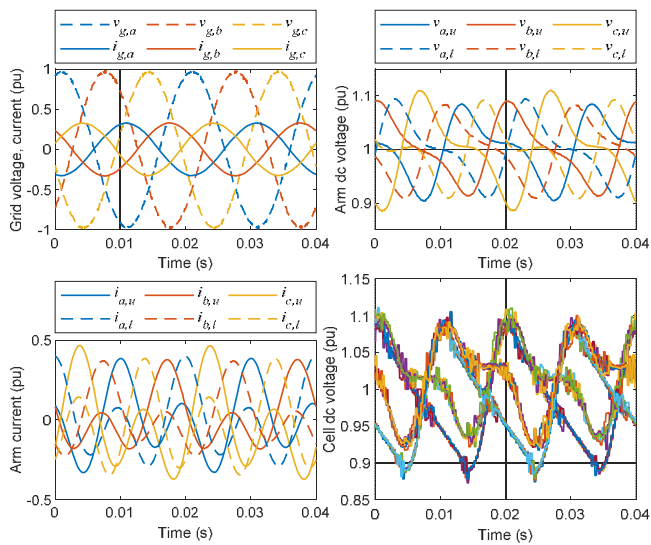 v_{g,a} v_{g,b} v_{g,c}
i_{g,a} i_{g,b} i_{g,c}
Grid voltage, current (pu)
1
0.5
0
-0.5
-1
0 0.01 0.02 0.03 0.04
Time (s)
v_{a,u} v_{b,u} v_{c,u}
v_{a,l} v_{b,l} v_{c,l}
Arm dc voltage (pu)
1.1
1
0.9
0 0.01 0.02 0.03 0.04
Time (s)
i_{a,u} i_{b,u} i_{c,u}
i_{a,l} i_{b,l} i_{c,l}
Arm current (pu)
0.5
0
-0.5
0 0.01 0.02 0.03 0.04
Time (s)
Cell dc voltage (pu)
1.15
1.1
1.05
1
0.95
0.9
0.85
0 0.01 0.02 0.03 0.04
Time (s)